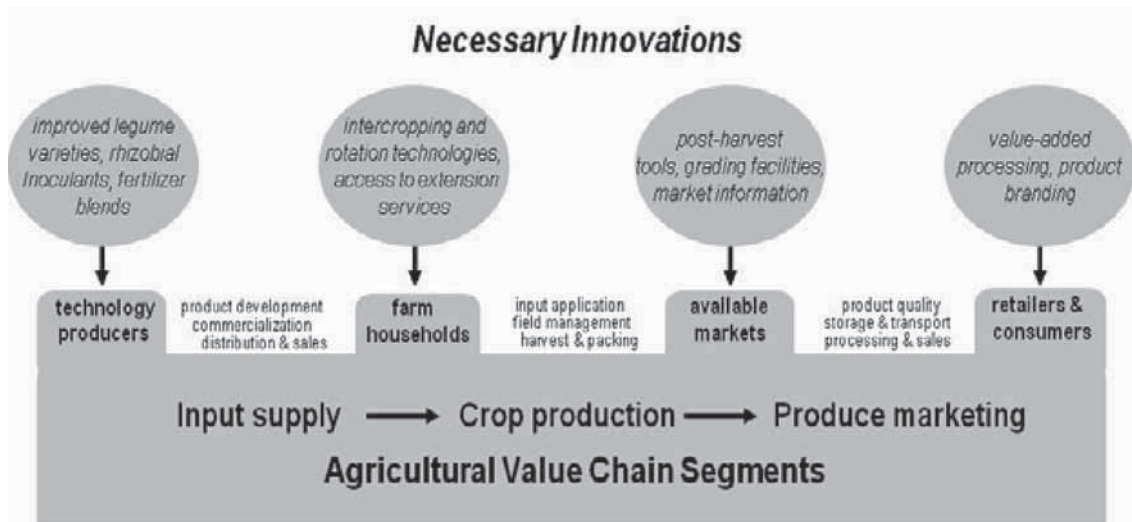 Necessary Innovations
improved legume
varieties, rhizobial
Inoculants, fertilizer
blends
intercropping and
rotation technologies,
access to extension
services
post-harvest
tools, grading facilities,
market information
value-added
processing, product
branding
technology
producers
product development
commercialization
distribution & sales
farm
households
input application
field management
harvest & packing
available
markets
product quality
storage & transport
processing & sales
retailers &
consumers
Input supply
Crop production
Produce marketing
Agricultural Value Chain Segments